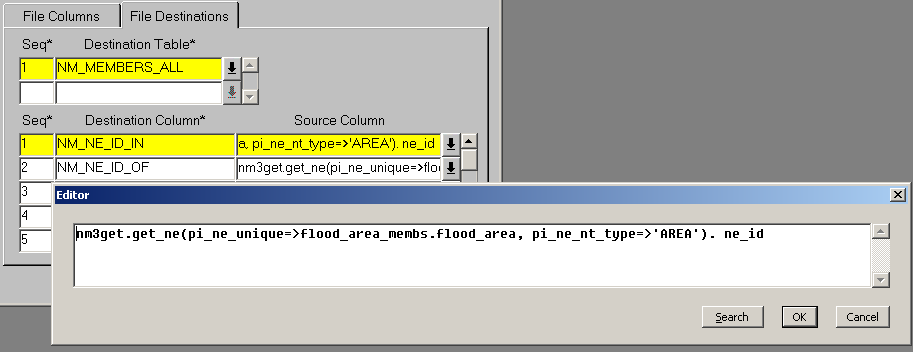 File Columns File Destinations
Seq* Destination Table*
1 NM_MEMBERS_ALL
Seq* Destination Column* Source Column
1 NM_NE_ID_IN a, pi_ne_nt_type=>'AREA'). ne_id
2 NM_NE_ID_OF nm3get.get_ne(pi_ne_unique=>flo
3
Editor
4
nm3get.get_ne(pi_ne_unique=>flood_area_membs.flood_area, pi_ne_nt_type=>'AREA'). ne_id
5
Search OK Cancel